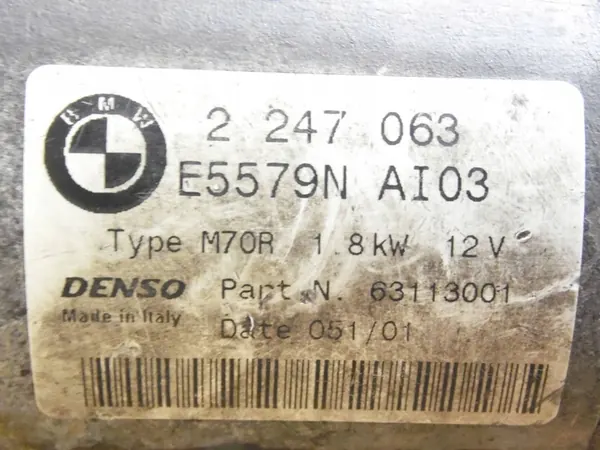 BMW
2 247 063
E5579N AI03
Type M70R 1.8kW 12V
DENSO Part N. 63113001
Made in Italy
Date 051/01